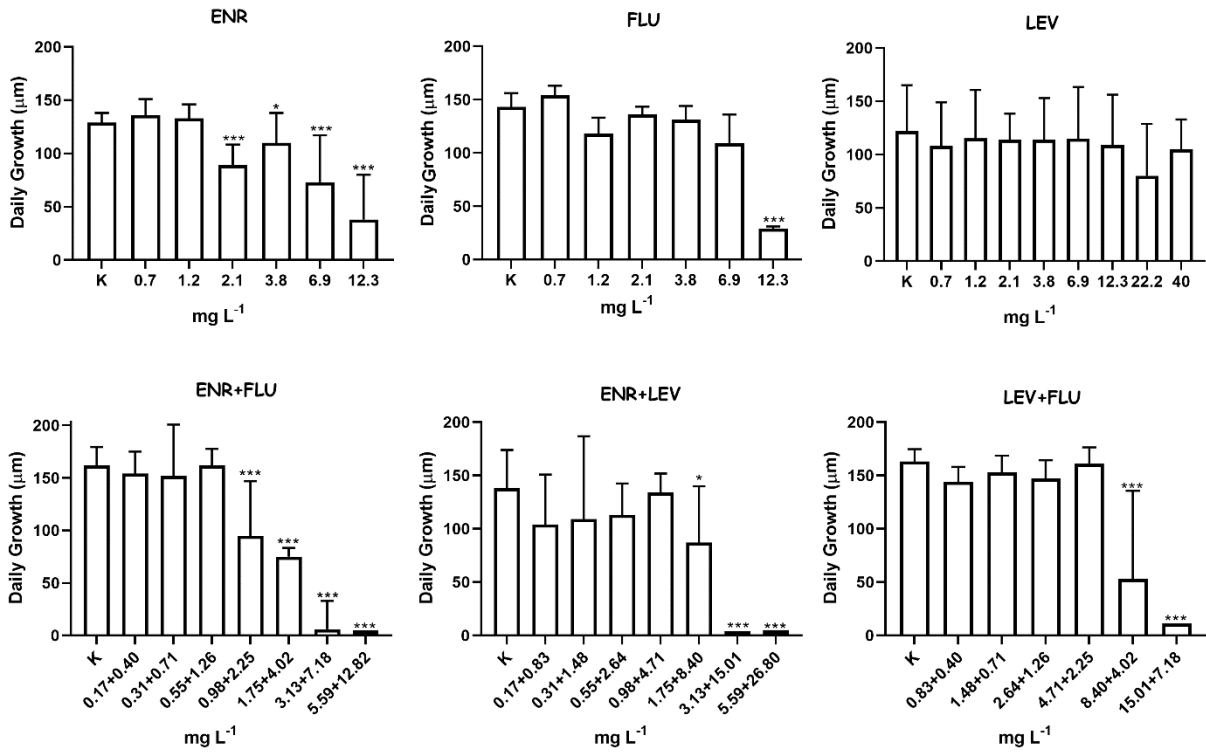 ENR
Daily Growth (μm)
200
150
100
50
0
***
*
***
***
K 0.7 1.2 2.1 3.8 6.9 12.3
mg L-1
FLU
Daily Growth (μm)
200
150
100
50
0
***
K 0.7 1.2 2.1 3.8 6.9 12.3
mg L-1
LEV
Daily Growth (μm)
200
150
100
50
0
K 0.7 1.2 2.1 3.8 6.9 12.3 22.2 40
mg L-1
ENR+FLU
Daily Growth (μm)
200
150
100
50
0
***
***
***
***
K 0.17+0.40 0.31+0.71 0.55+1.26 0.98+2.25 1.75+4.02 3.13+7.18 5.59+12.82
mg L-1
ENR+LEV
Daily Growth (μm)
200
150
100
50
0
*
***
***
K 0.17+0.83 0.31+1.48 0.55+2.64 0.98+4.71 1.75+8.40 3.13+15.01 5.59+26.80
mg L-1
LEV+FLU
Daily Growth (μm)
200
150
100
50
0
***
***
K 0.83+0.40 1.48+0.71 2.64+1.26 4.71+2.25 8.40+4.02 15.01+7.18
mg L-1